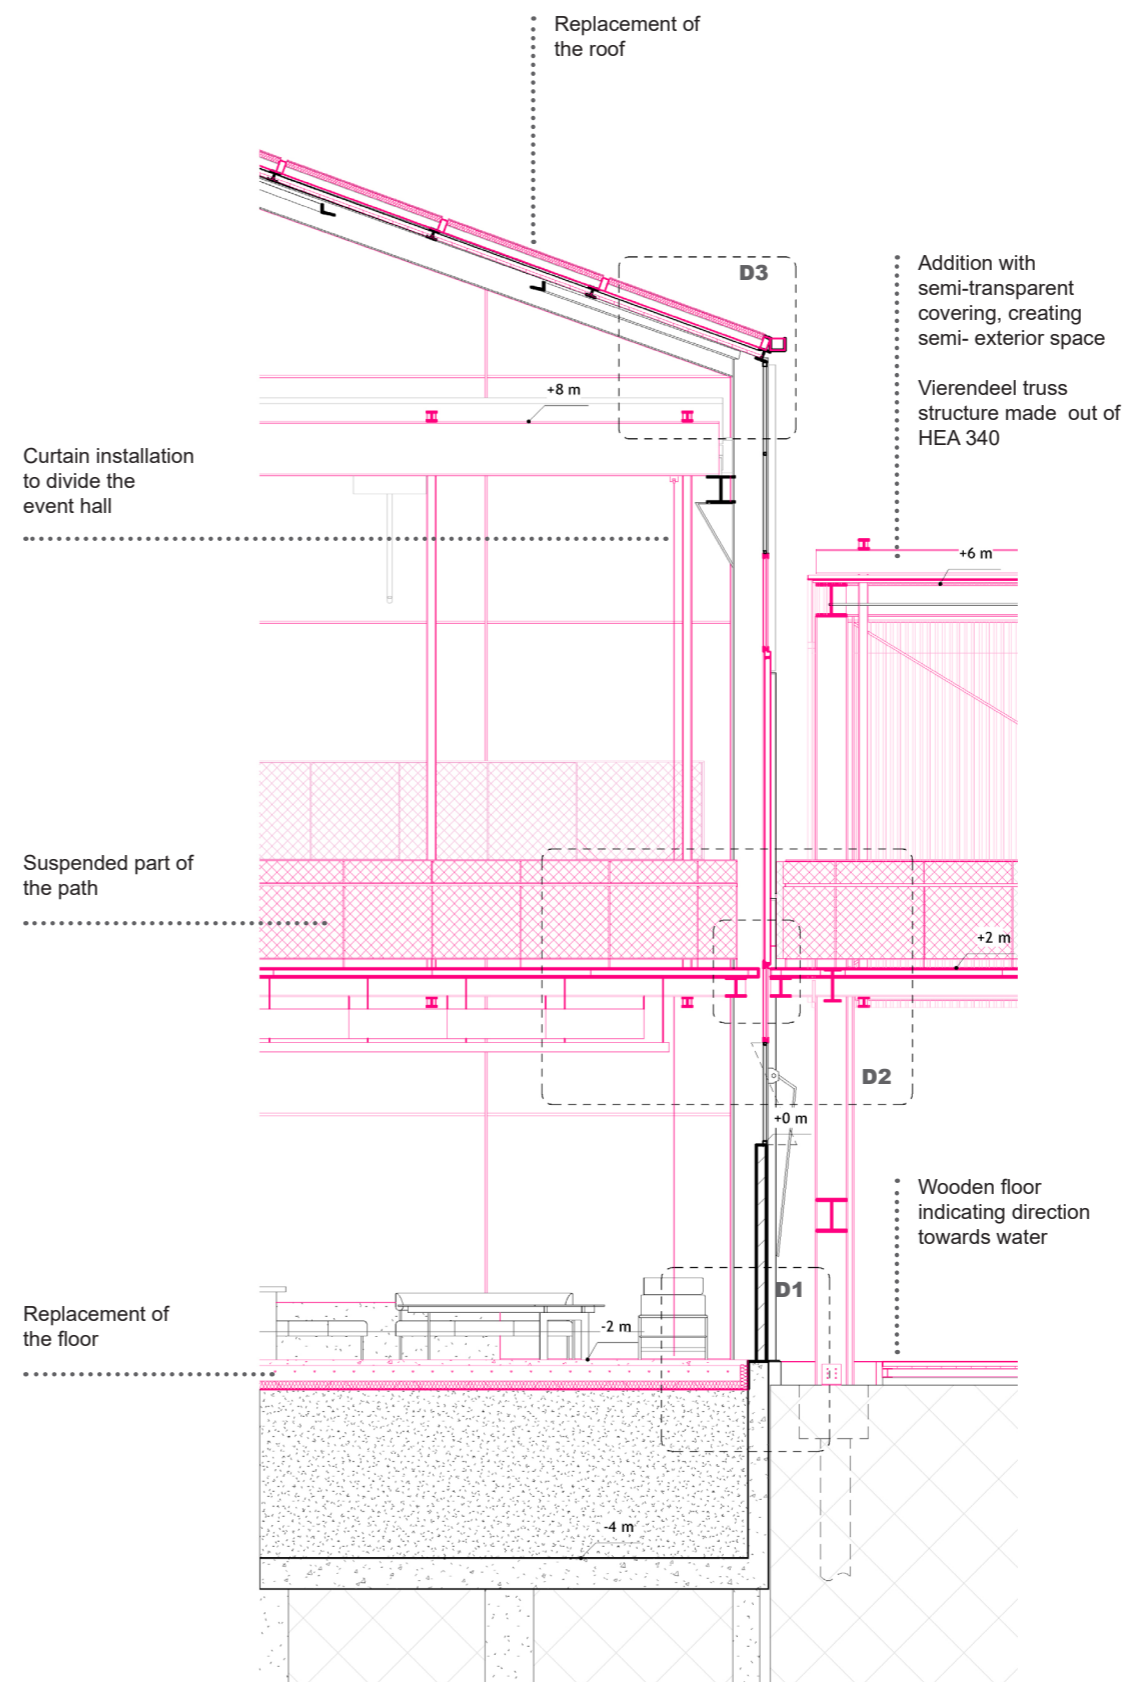 Replacement of
the roof
D3
Addition with
semi-transparent
covering, creating
semi- exterior space
Vierendeel truss
structure made  out of
HEA 340
+8 m
Curtain installation
to divide the
event hall
+6 m
Suspended part of
the path
+2 m
D2
+0 m
Wooden floor
indicating direction
towards water
D1
Replacement of
the floor
-2 m
-4 m